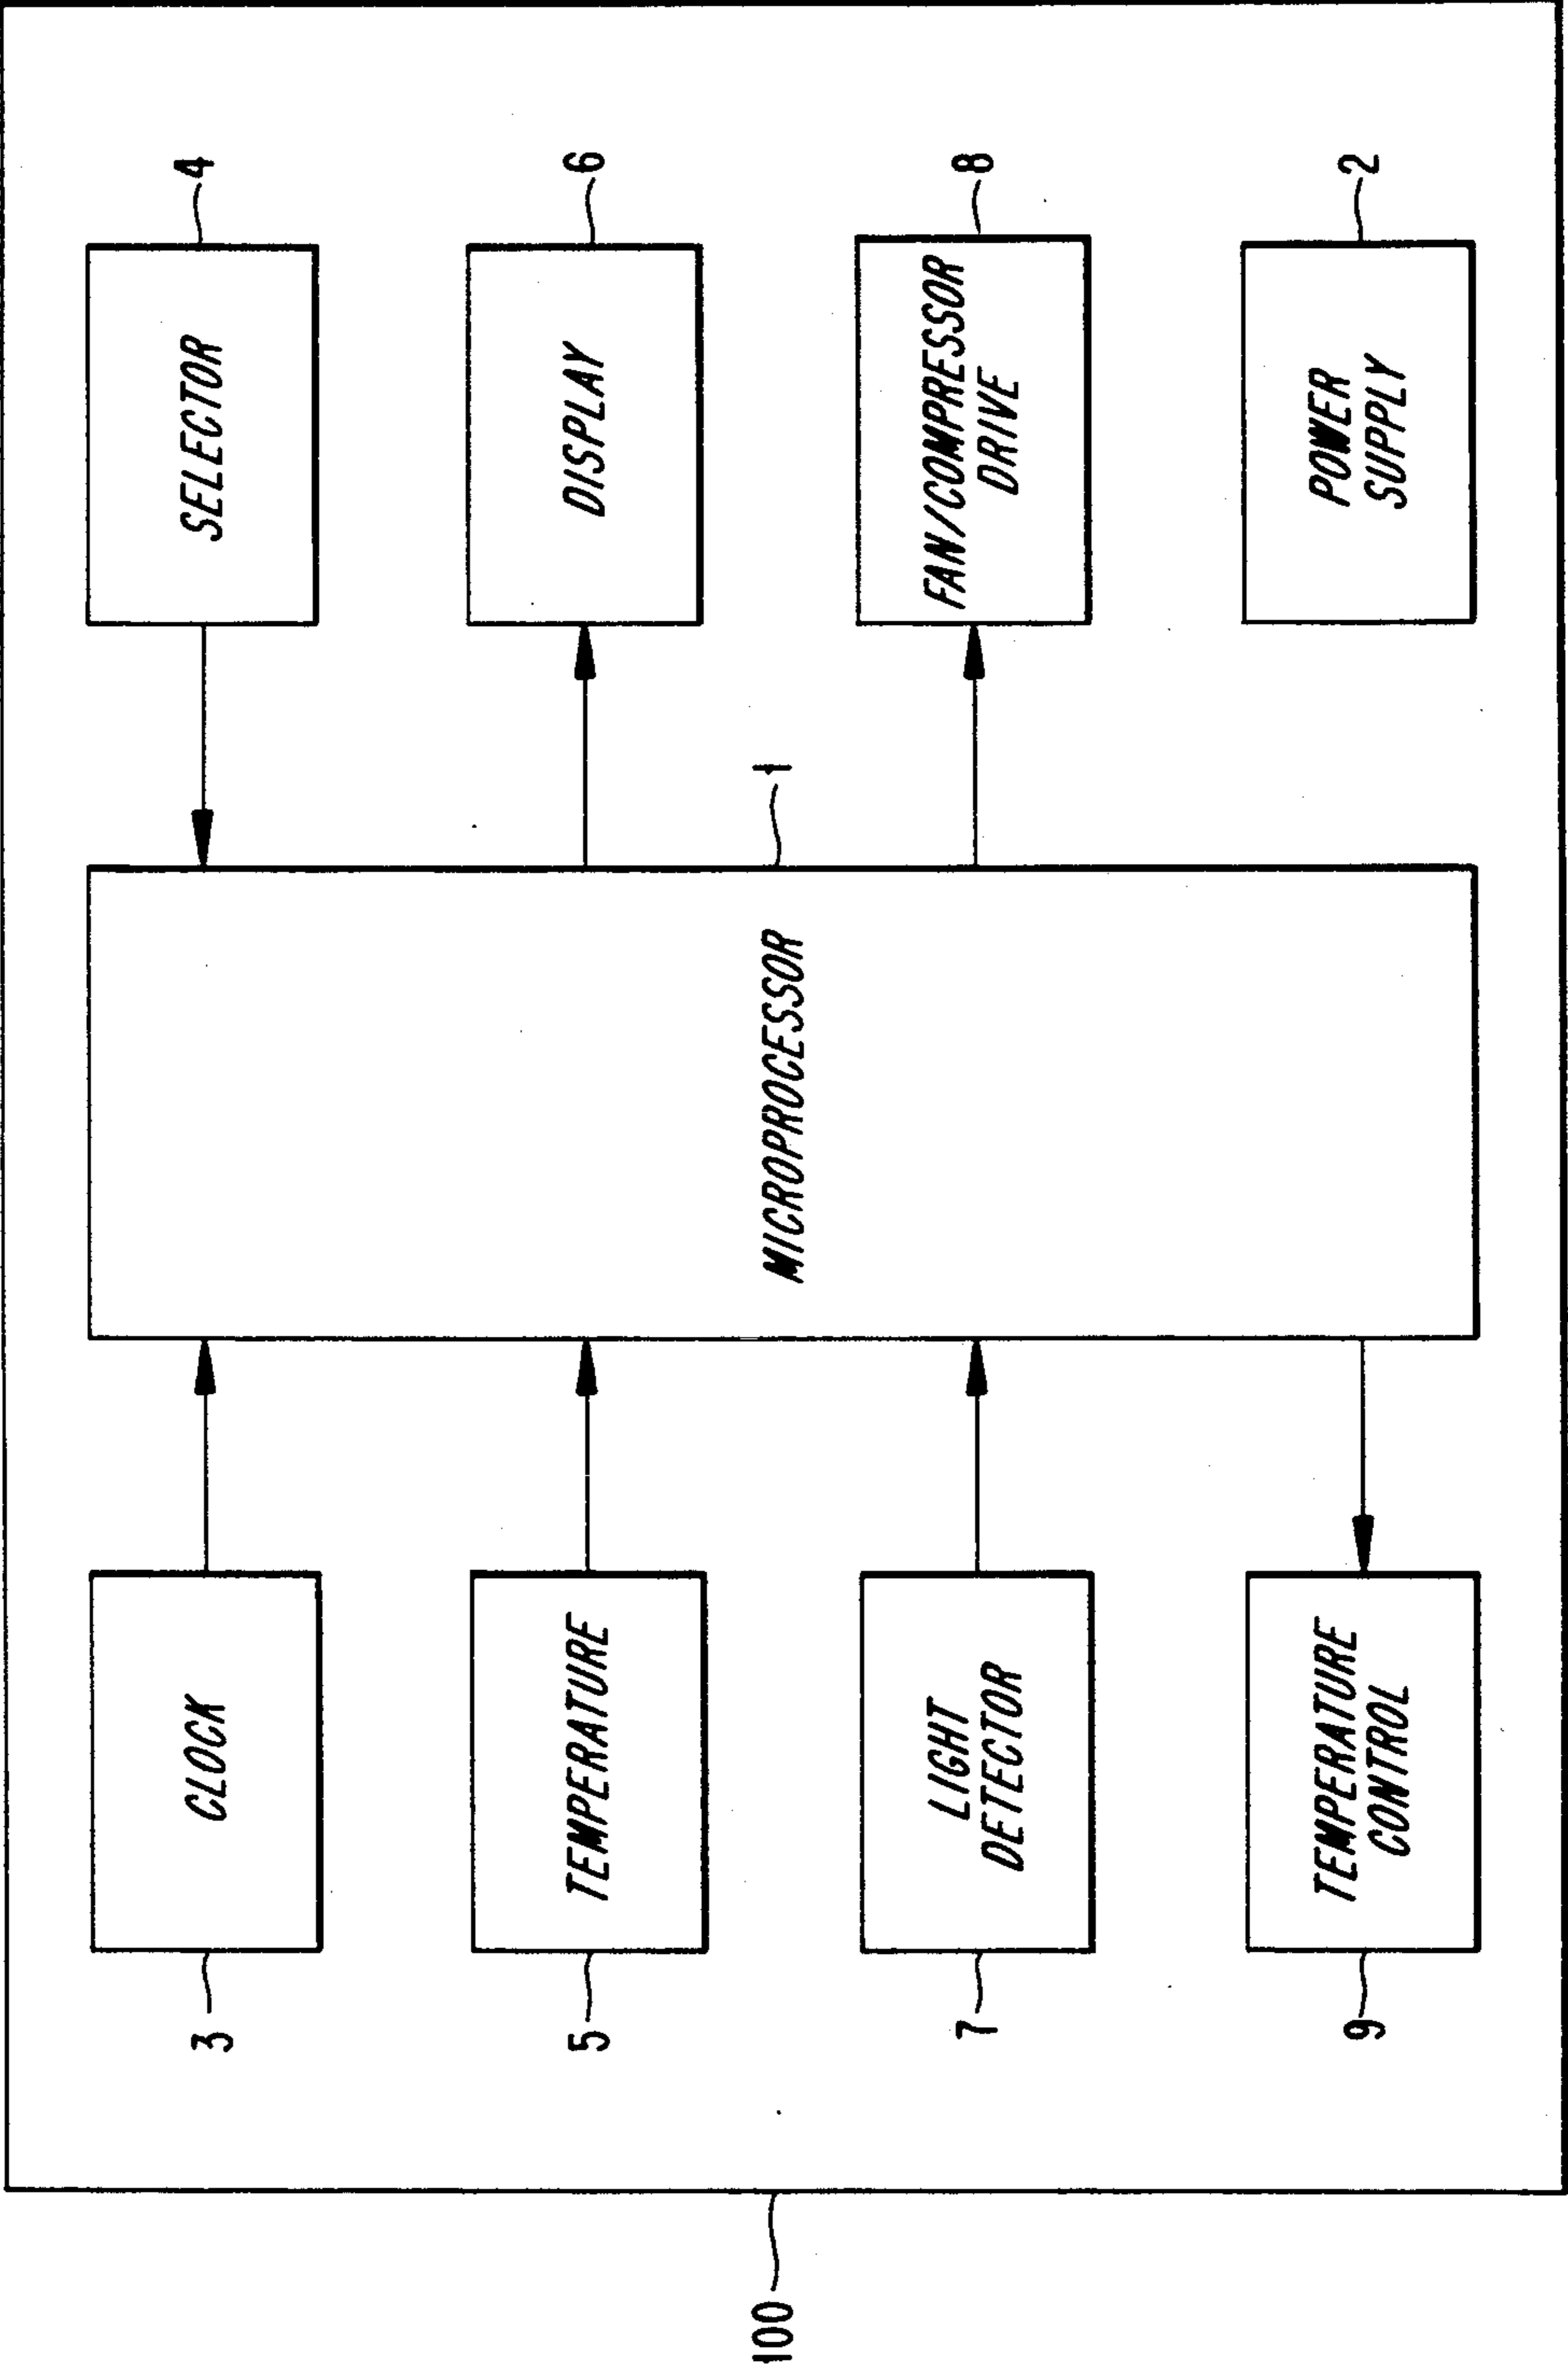 3
CLOCK
SELECTOR
4
5
TEMPERATURE
DISPLAY
6
MICROPROCESSOR
1
100
7
LIGHT
DETECTOR
FAN/COMPRESSOR
DRIVE
8
9
TEMPERATURE
CONTROL
POWER
SUPPLY
2